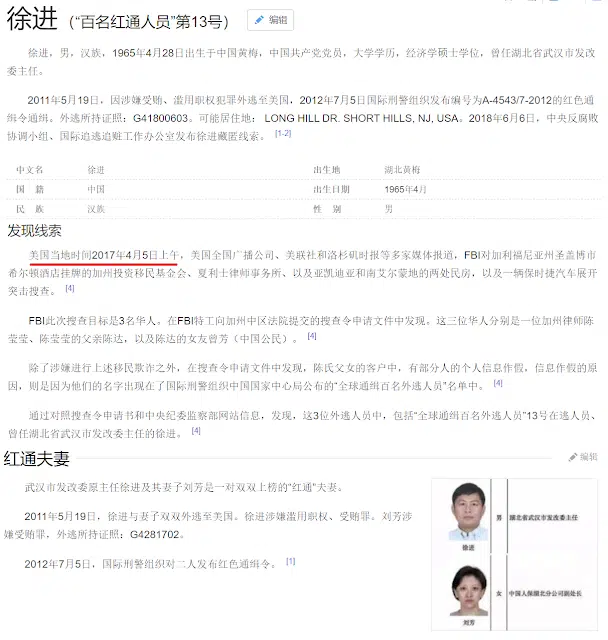 徐进（“百名红通人员”第13号） 编辑
徐进，男，汉族，1965年4月28日出生于中国黄梅，中国共产党党员，大学学历，经济学硕士学位，曾任湖北省武汉市发改
委主任。
2011年5月19日，因涉嫌受贿、滥用职权犯罪外逃至美国，2012年7月5日国际刑警组织发布编号为A-4543/7-2012的红色通
缉令通缉。外逃所持证照：G41800603。可能居住地： LONG HILL DR. SHORT HILLS, NJ, USA。2018年6月6日，中央反腐败
协调小组、国际追逃追赃工作办公室发布徐进藏匿线索。 [1-2]
中文名 徐进 出生地 湖北黄梅
国 籍 中国 出生日期 1965年4月
民 族 汉族 性 别 男
发现线索
美国当地时间2017年4月5日上午，美国全国广播公司、美联社和洛杉矶时报等多家媒体报道，FBI对加利福尼亚州圣盖博市
希尔顿酒店挂牌的加州投资移民基金会、夏利士律师事务所、以及亚凯迪亚和南艾尔蒙地的两处民房，以及一辆保时捷汽车展开
突击搜查。 [4]
FBI此次搜查目标是3名华人。在FBI特工向加州中区法院提交的搜查令申请文件中发现，这三位华人分别是一位加州律师陈
莹莹、陈莹莹的父亲陈达，以及陈达的女友曾芳（中国公民）。 [4]
除了涉嫌进行上述移民欺诈之外，在搜查令申请文件中发现，陈氏父女的客户中，有部分人的个人信息作假，信息作假的原
因，则是因为他们的名字出现在了国际刑警组织中国国家中心局公布的“全球通缉百名外逃人员”名单中。 [4]
通过对照搜查令申请书和中央纪委监察部网站信息，发现，这3位外逃人员中，包括“全球通缉百名外逃人员”13号在逃人员、
曾任湖北省武汉市发改委主任的徐进。 [4]
红通夫妻 编辑
武汉市发改委原主任徐进及其妻子刘芳是一对双双上榜的“红通”夫妻。
2011年5月19日，徐进与妻子双双外逃至美国。徐进涉嫌滥用职权、受贿罪。刘芳涉
嫌受贿罪，外逃所持证照：G4281702。
2012年7月5日，国际刑警组织对二人发布红色通缉令。 [1]
男 湖北省武汉市发改委主任
徐进
女 中国人保湖北分公司副处长
刘芳